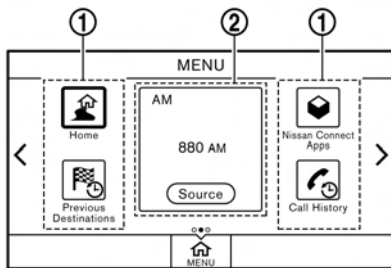 ① ② ①
MENU
Home
Previous
Destinations
AM
880 AM
Source
Nissan Connect
Apps
Call History
MENU